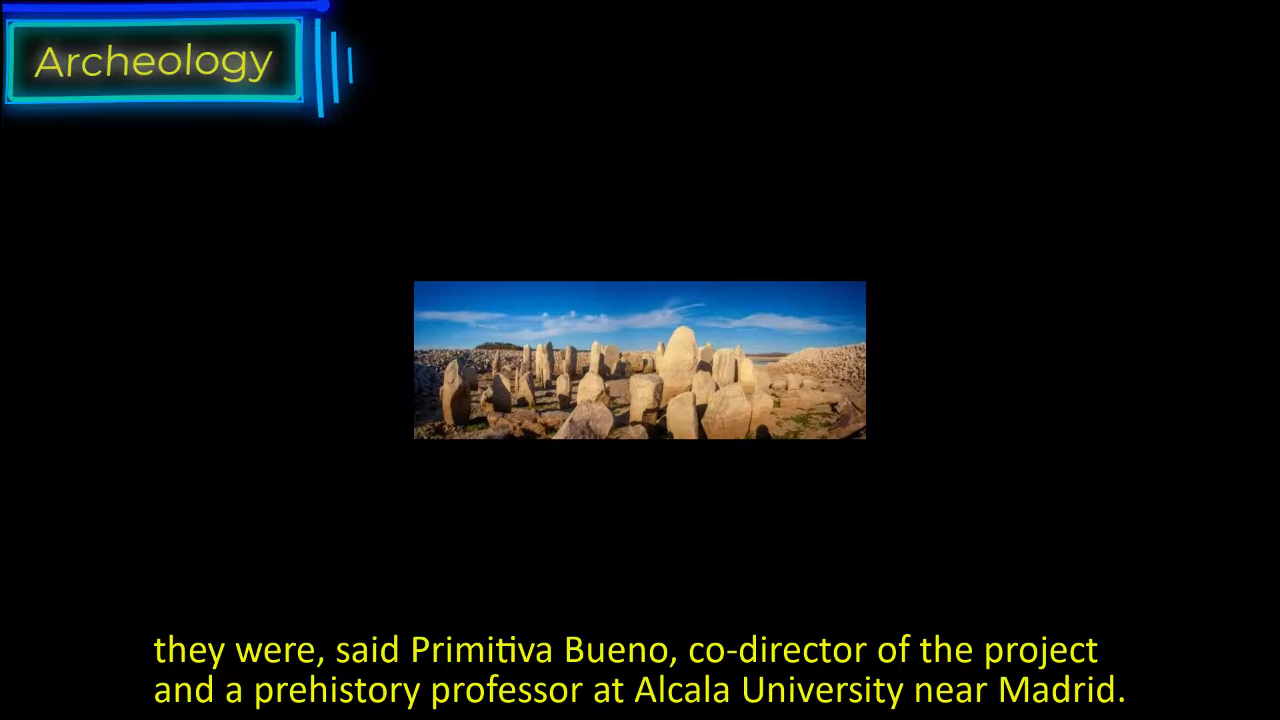 Archeology
they were, said Primitiva Bueno, co-director of the project
and a prehistory professor at Alcala University near Madrid.